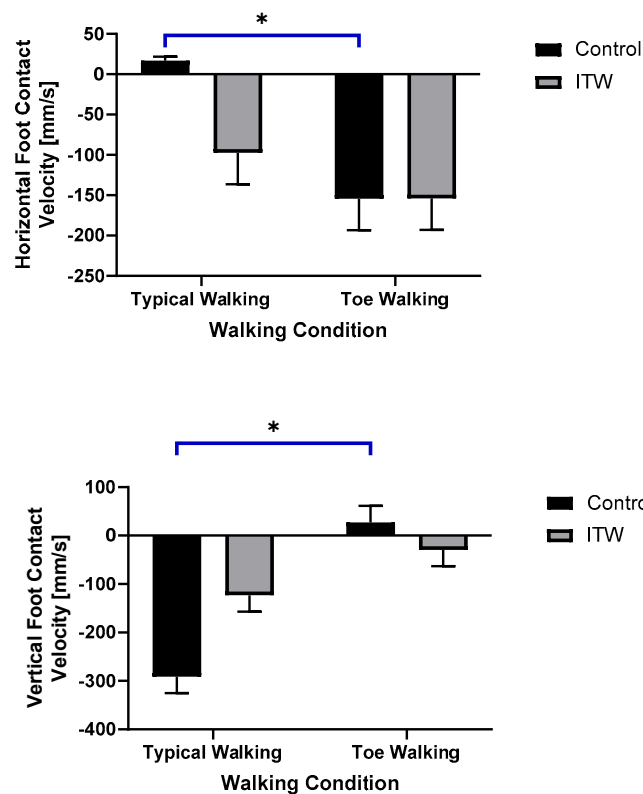 *
50
0
-50
-100
-150
-200
-250
Horizontal Foot Contact
Velocity [mm/s]
Typical Walking
Toe Walking
Walking Condition
Control
ITW
*
100
0
-100
-200
-300
-400
Vertical Foot Contact
Velocity [mm/s]
Typical Walking
Toe Walking
Walking Condition
Contro
ITW